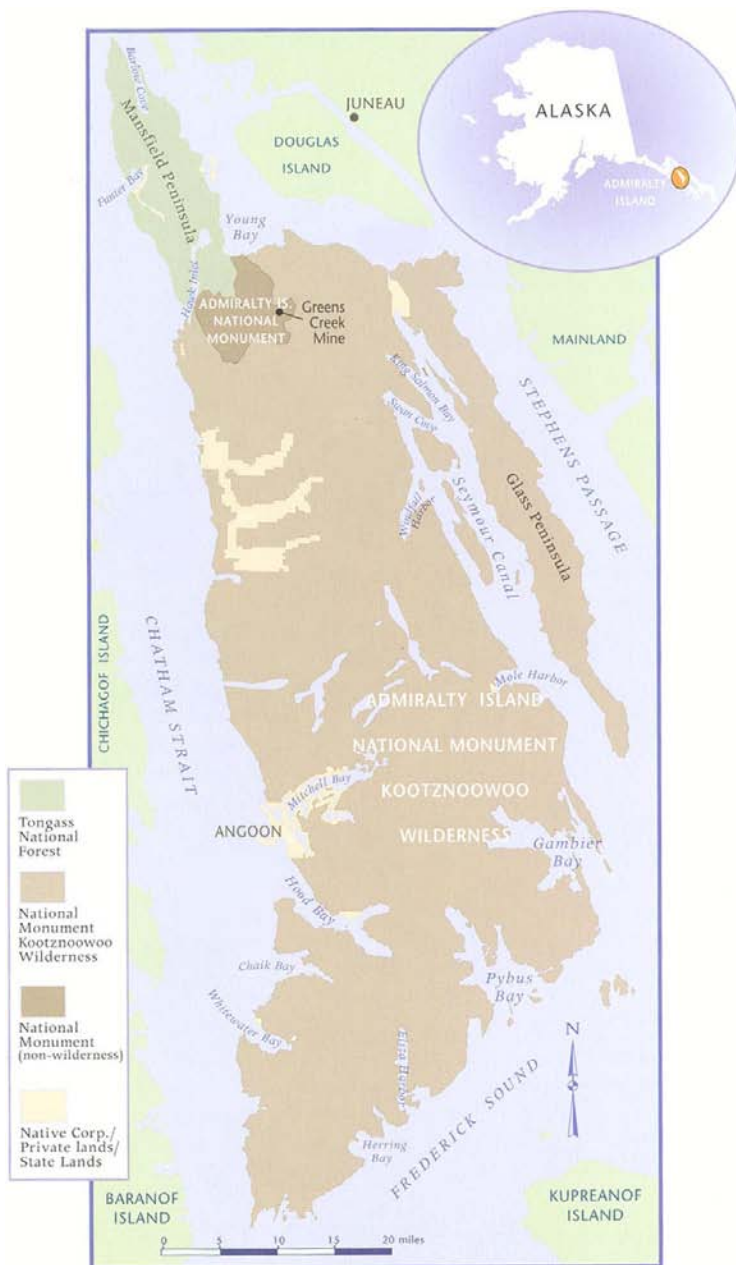 Barlow Cove
Mansfield Peninsula
JUNEAU
DOUGLAS
ISLAND
ALASKA
ADMIRALTY
ISLAND
Funter Bay
Young
Bay
Hawk Inlet
ADMIRALTY IS.
NATIONAL
MONUMENT
Greens
Creek
Mine
MAINLAND
King Salmon Bay
Swan Cove
STEPHENS PASSAGE
Windfall
Harbor
Seymour Canal
Glass Peninsula
CHICHAGOF ISLAND
CHATHAM STRAIT
Mole Harbor
ADMIRALTY ISLAND
NATIONAL MONUMENT
KOOTZNOOWOO
WILDERNESS
Mitchell Bay
ANGOON
Gambier
Bay
Hood Bay
Chaik Bay
Pybus
Bay
Whitewater Bay
Eliza Harbor
Herring
Bay
FREDERICK SOUND
N
Tongass
National
Forest
National
Monument
Kootznoowoo
Wilderness
National
Monument
(non-wilderness)
Native Corp./
Private lands/
State Lands
BARANOF
ISLAND
KUPREANOF
ISLAND
0 5 10 20 miles